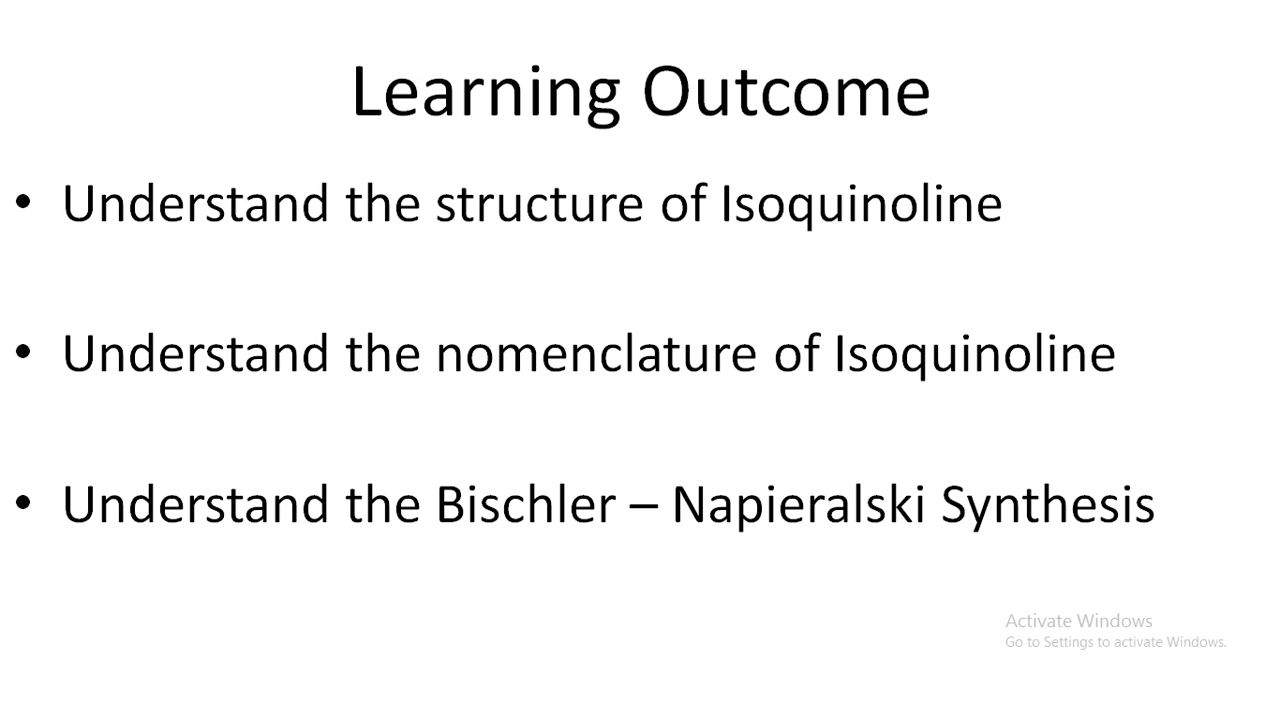 Learning Outcome
• Understand the structure of Isoquinoline
• Understand the nomenclature of Isoquinoline
• Understand the Bischler – Napieralski Synthesis
Activate Windows
Go to Settings to activate Windows.